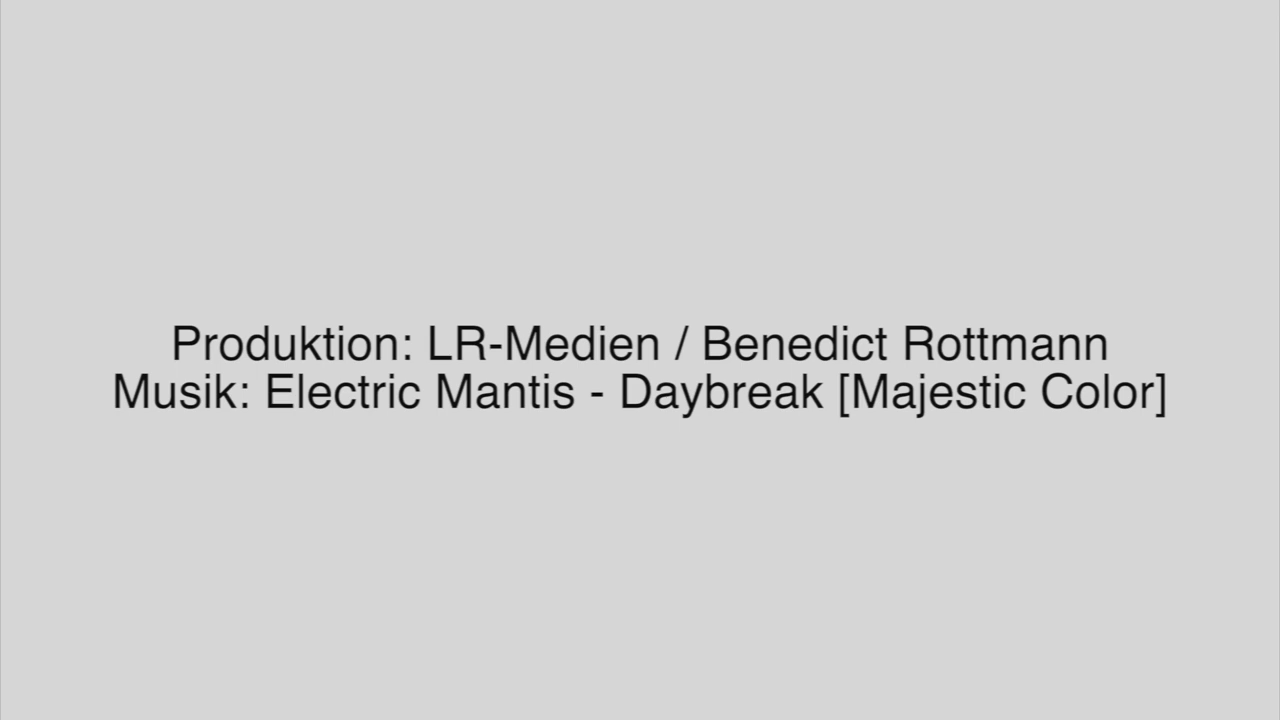 Produktion: LR-Medien / Benedict Rottmann
Musik: Electric Mantis - Daybreak [Majestic Color]